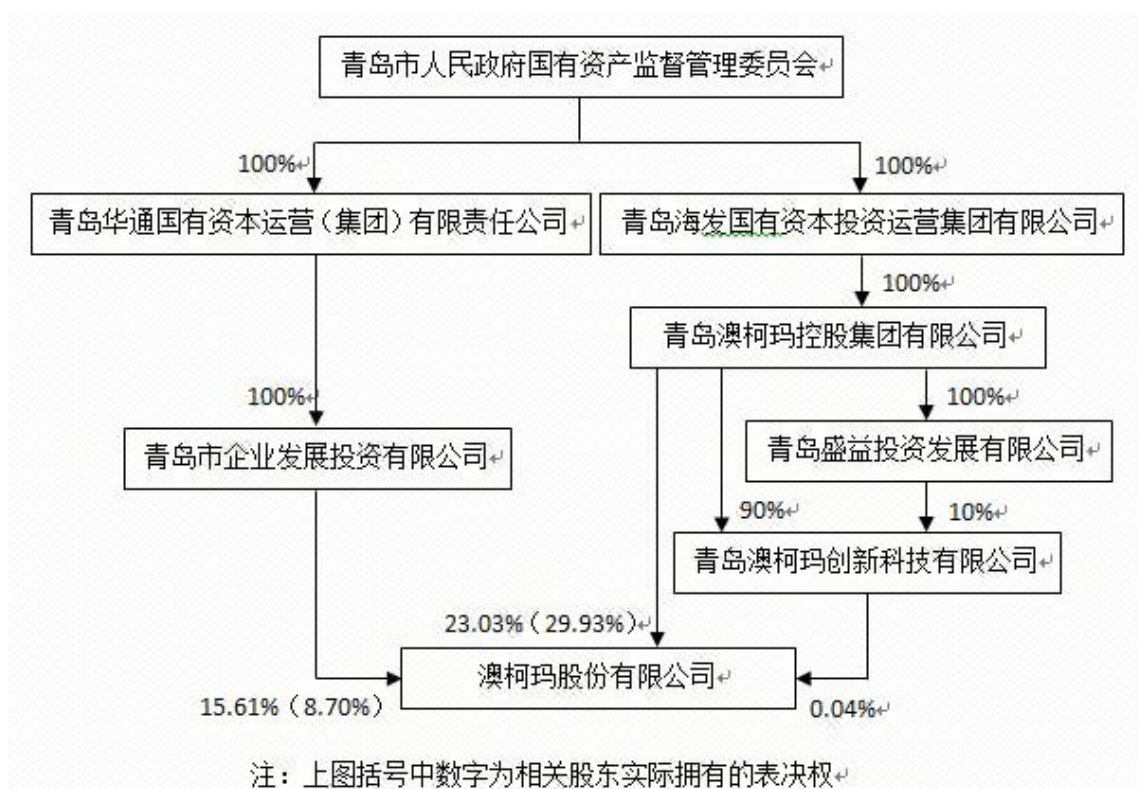 青岛市人民政府国有资产监督管理委员会
100%
100%
青岛华通国有资本运营（集团）有限责任公司
青岛海发国有资本投资运营集团有限公司
100%
青岛澳柯玛控股集团有限公司
100%
100%
青岛市企业发展投资有限公司
青岛盛益投资发展有限公司
90%
10%
青岛澳柯玛创新科技有限公司
23.03%（29.93%）
澳柯玛股份有限公司
15.61%（8.70%）
0.04%
注：上图括号中数字为相关股东实际拥有的表决权